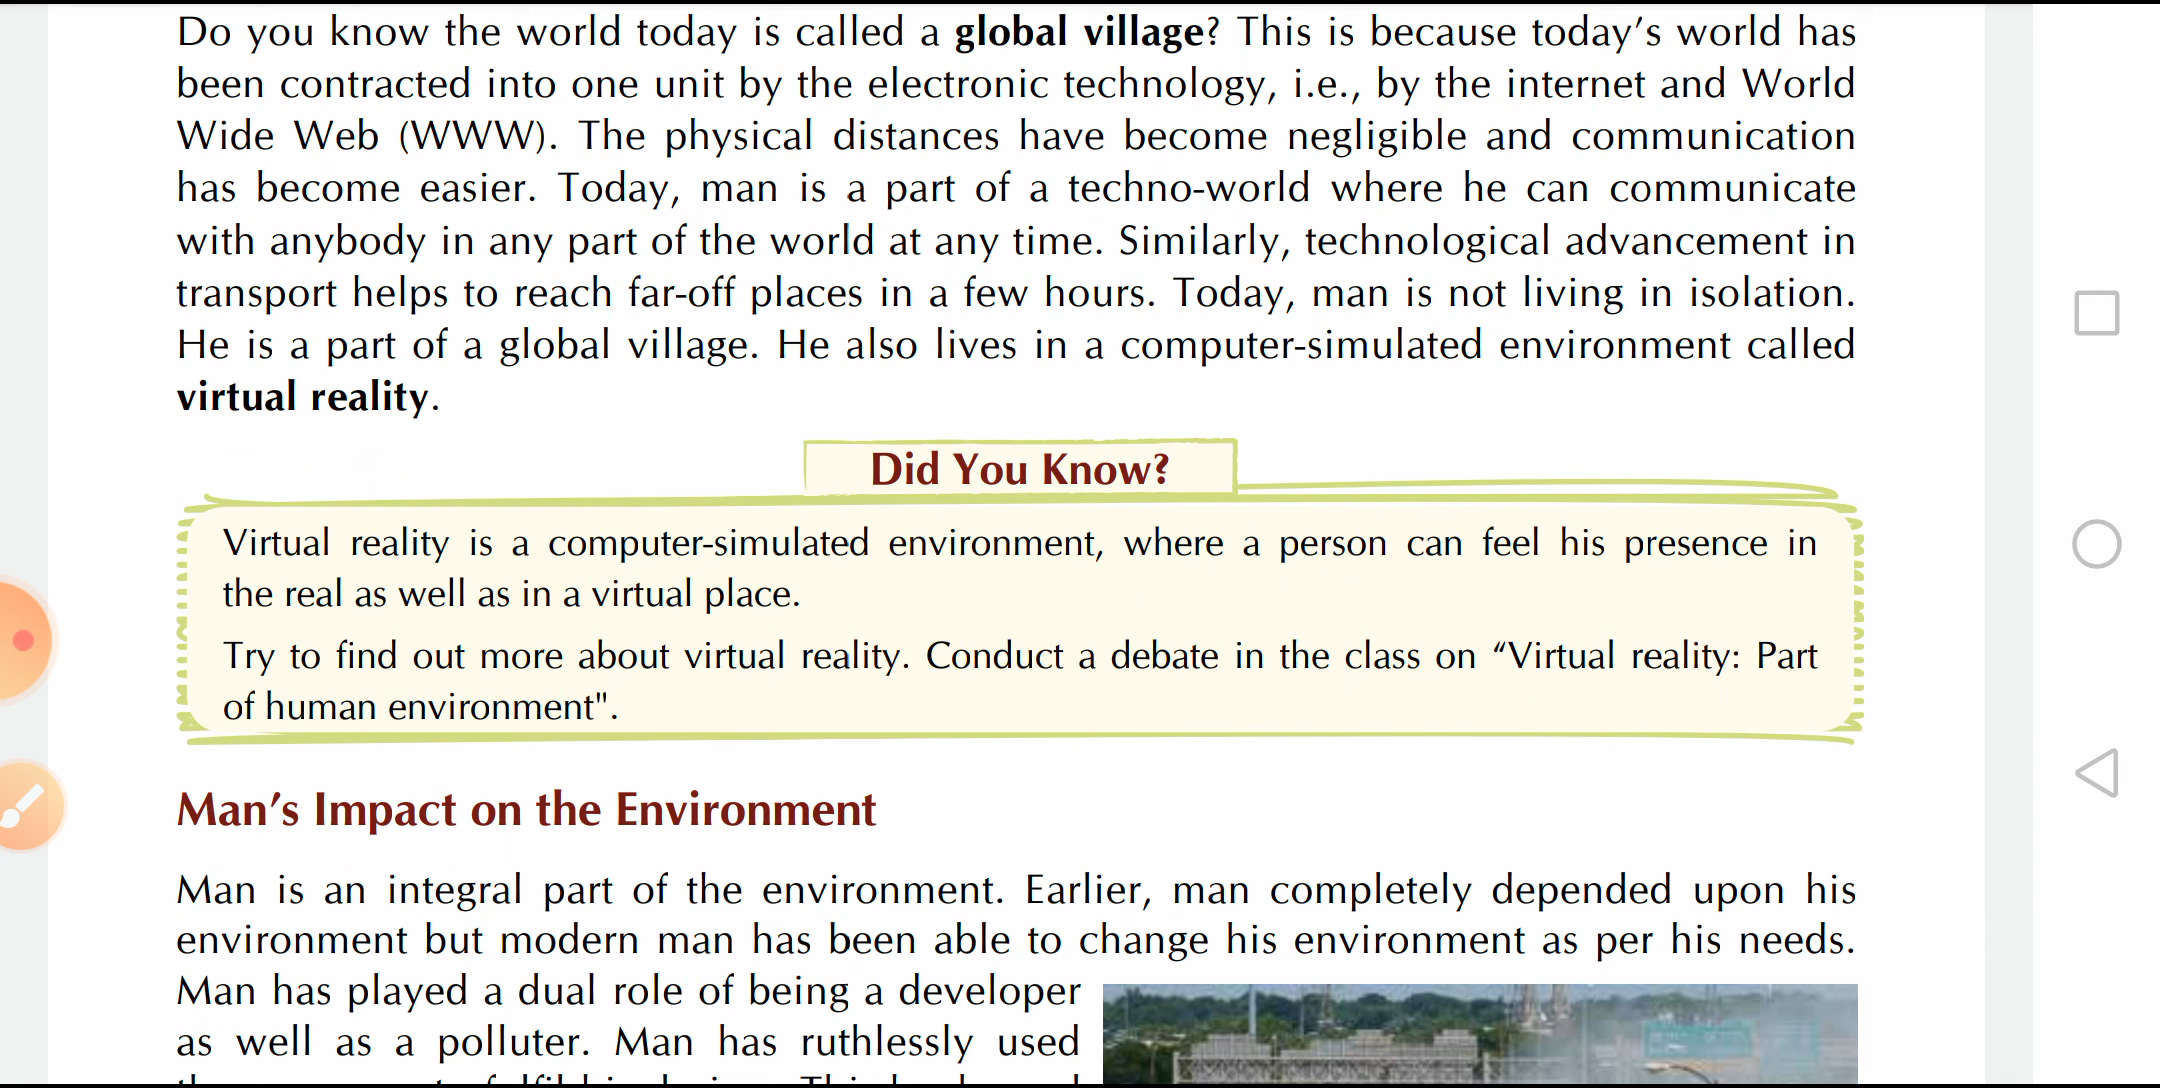 Do you know the world today is called a global village? This is because today’s world has
been contracted into one unit by the electronic technology, i.e., by the internet and World
Wide Web (WWW). The physical distances have become negligible and communication
has become easier. Today, man is a part of a techno-world where he can communicate
with anybody in any part of the world at any time. Similarly, technological advancement in
transport helps to reach far-off places in a few hours. Today, man is not living in isolation.
He is a part of a global village. He also lives in a computer-simulated environment called
virtual reality.
Did You Know?
Virtual reality is a computer-simulated environment, where a person can feel his presence in
the real as well as in a virtual place.
Try to find out more about virtual reality. Conduct a debate in the class on “Virtual reality: Part
of human environment".
Man’s Impact on the Environment
Man is an integral part of the environment. Earlier, man completely depended upon his
environment but modern man has been able to change his environment as per his needs.
Man has played a dual role of being a developer
as well as a polluter. Man has ruthlessly used